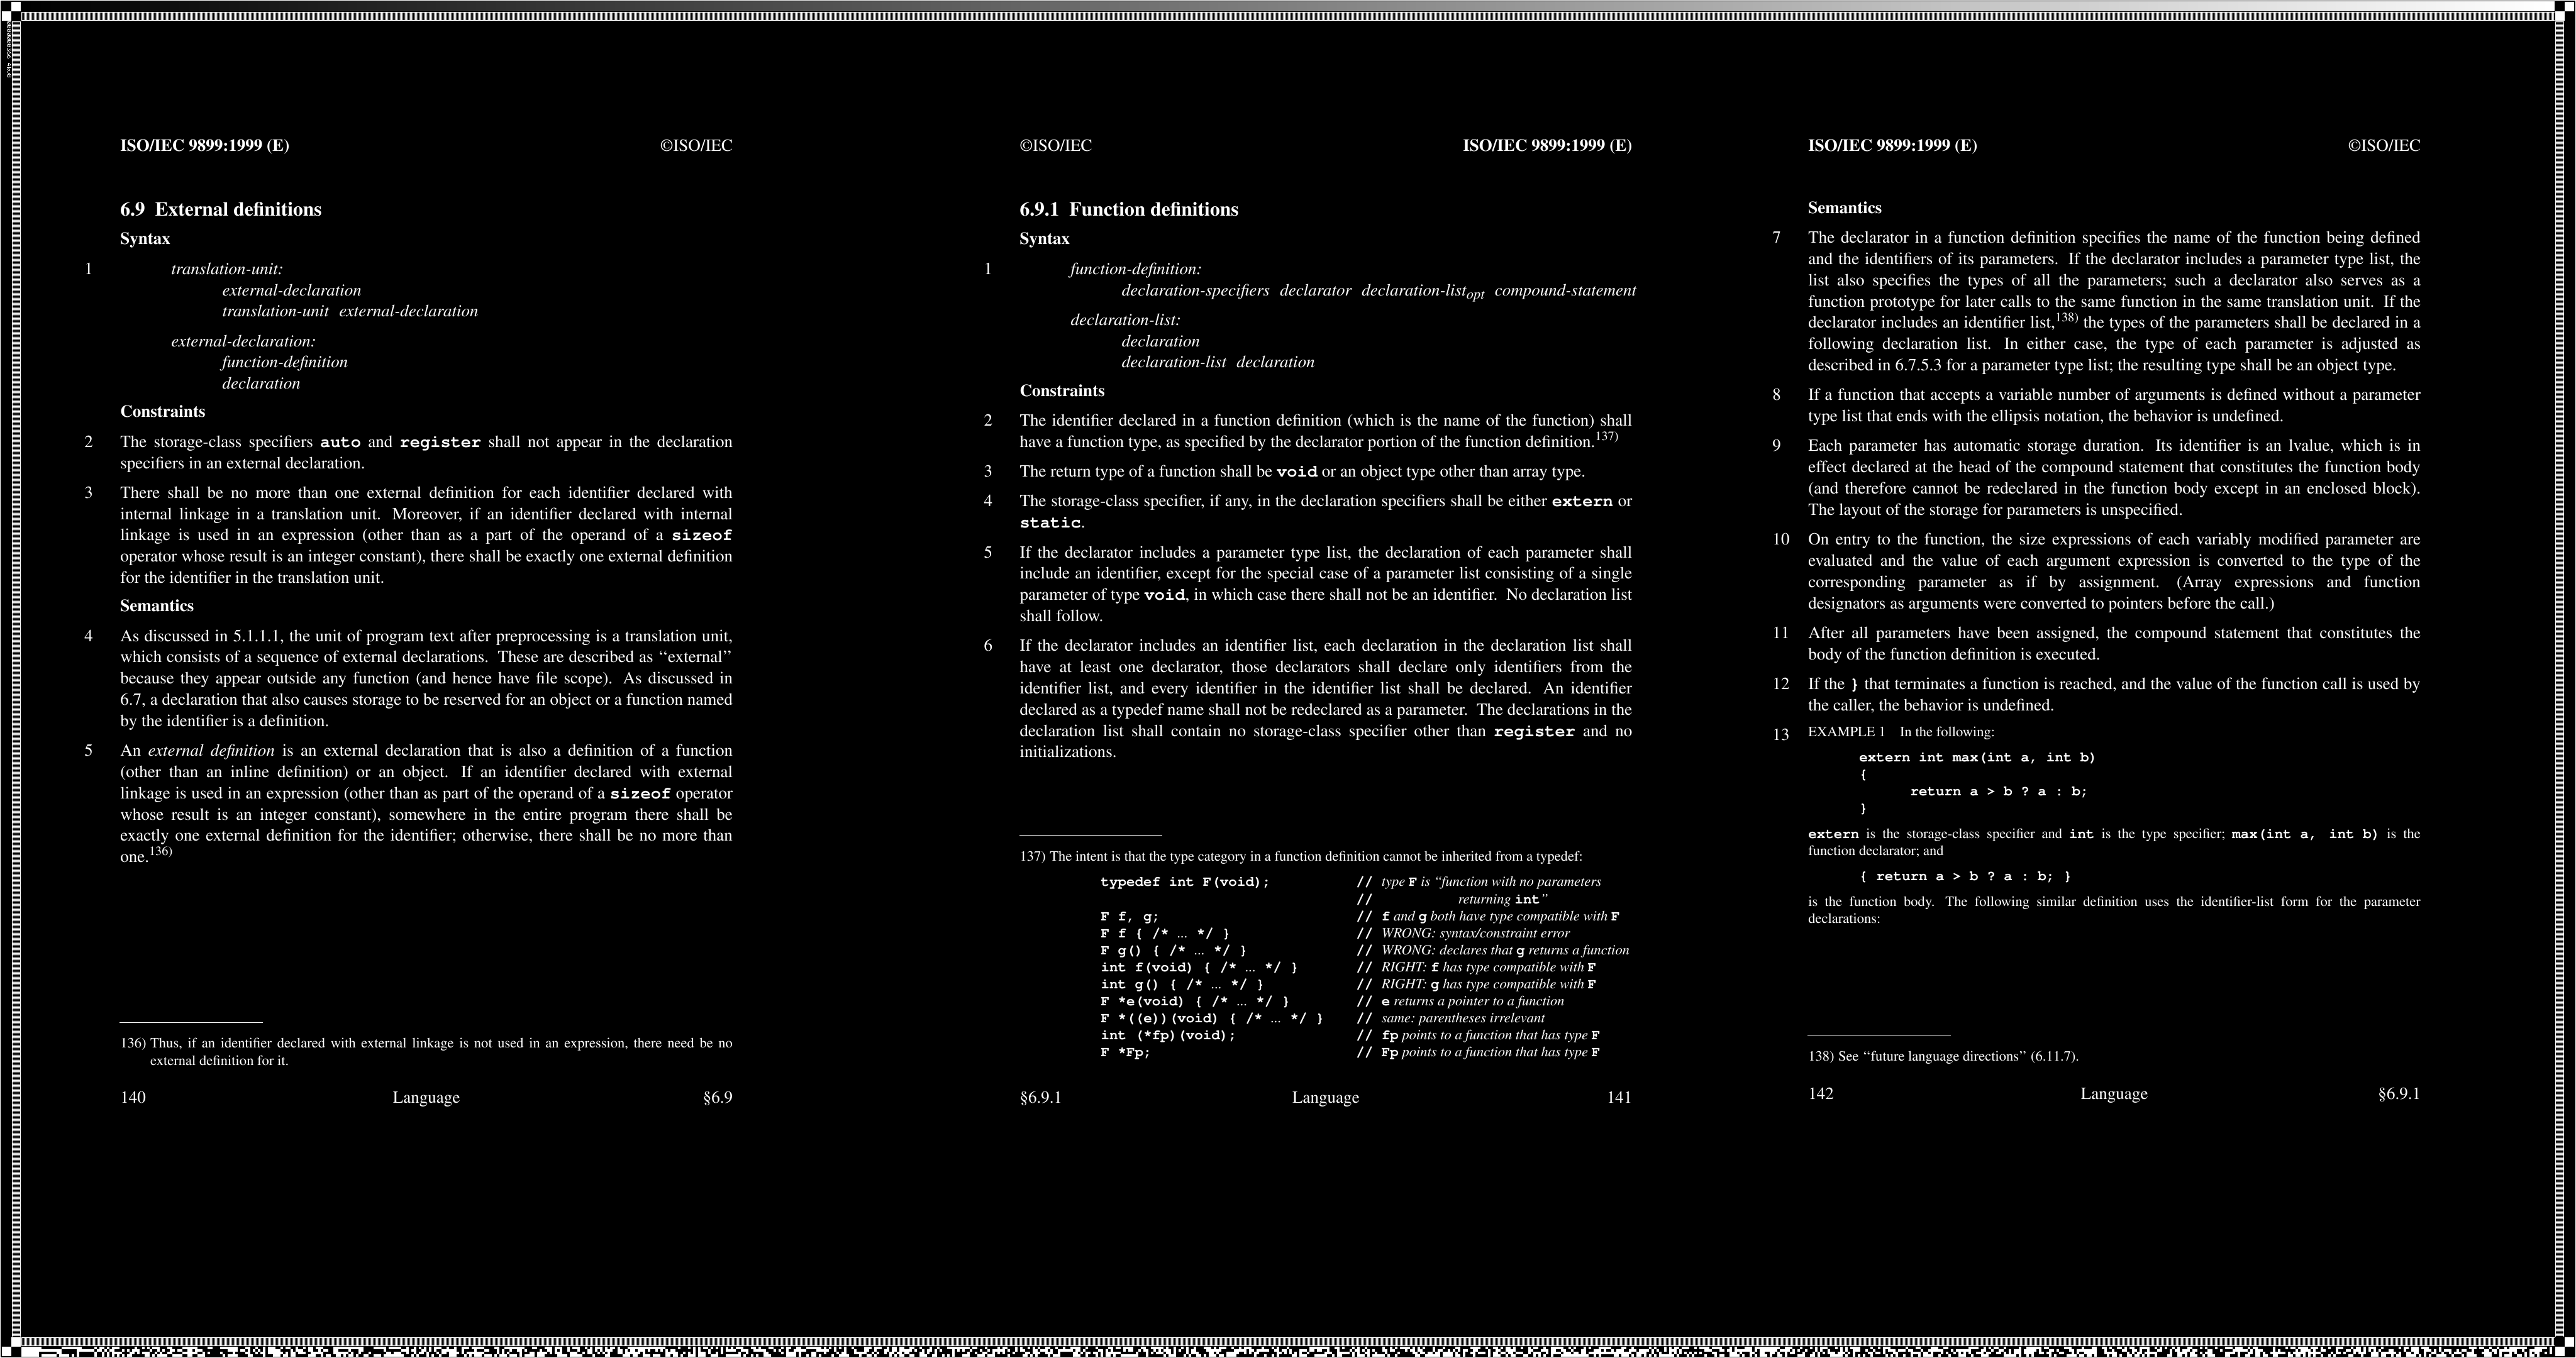 ISO/IEC 9899:1999 (E) ©ISO/IEC
6.9 External definitions
Syntax
1 translation-unit:
external-declaration
translation-unit external-declaration
external-declaration:
function-definition
declaration
Constraints
2 The storage-class specifiers auto and register shall not appear in the declaration
specifiers in an external declaration.
3 There shall be no more than one external definition for each identifier declared with
internal linkage in a translation unit. Moreover, if an identifier declared with internal
linkage is used in an expression (other than as a part of the operand of a sizeof
operator whose result is an integer constant), there shall be exactly one external definition
for the identifier in the translation unit.
Semantics
4 As discussed in 5.1.1.1, the unit of program text after preprocessing is a translation unit,
which consists of a sequence of external declarations. These are described as ‘‘external’’
because they appear outside any function (and hence have file scope). As discussed in
6.7, a declaration that also causes storage to be reserved for an object or a function named
by the identifier is a definition.
5 An external definition is an external declaration that is also a definition of a function
(other than an inline definition) or an object. If an identifier declared with external
linkage is used in an expression (other than as part of the operand of a sizeof operator
whose result is an integer constant), somewhere in the entire program there shall be
exactly one external definition for the identifier; otherwise, there shall be no more than
one.136)
136) Thus, if an identifier declared with external linkage is not used in an expression, there need be no
external definition for it.
140 Language §6.9
©ISO/IEC ISO/IEC 9899:1999 (E)
6.9.1 Function definitions
Syntax
1 function-definition:
declaration-specifiers declarator declaration-listopt compound-statement
declaration-list:
declaration
declaration-list declaration
Constraints
2 The identifier declared in a function definition (which is the name of the function) shall
have a function type, as specified by the declarator portion of the function definition.137)
3 The return type of a function shall be void or an object type other than array type.
4 The storage-class specifier, if any, in the declaration specifiers shall be either extern or
static.
5 If the declarator includes a parameter type list, the declaration of each parameter shall
include an identifier, except for the special case of a parameter list consisting of a single
parameter of type void, in which case there shall not be an identifier. No declaration list
shall follow.
6 If the declarator includes an identifier list, each declaration in the declaration list shall
have at least one declarator, those declarators shall declare only identifiers from the
identifier list, and every identifier in the identifier list shall be declared. An identifier
declared as a typedef name shall not be redeclared as a parameter. The declarations in the
declaration list shall contain no storage-class specifier other than register and no
initializations.
137) The intent is that the type category in a function definition cannot be inherited from a typedef:
typedef int F(void); // type F is “function with no parameters
// returning int”
F f, g; // f and g both have type compatible with F
F f { /* ... */ } // WRONG: syntax/constraint error
F g() { /* ... */ } // WRONG: declares that g returns a function
int f(void) { /* ... */ } // RIGHT: f has type compatible with F
int g() { /* ... */ } // RIGHT: g has type compatible with F
F *e(void) { /* ... */ } // e returns a pointer to a function
F *((e))(void) { /* ... */ } // same: parentheses irrelevant
int (*fp)(void); // fp points to a function that has type F
F *Fp; // Fp points to a function that has type F
§6.9.1 Language 141
ISO/IEC 9899:1999 (E) ©ISO/IEC
Semantics
7 The declarator in a function definition specifies the name of the function being defined
and the identifiers of its parameters. If the declarator includes a parameter type list, the
list also specifies the types of all the parameters; such a declarator also serves as a
function prototype for later calls to the same function in the same translation unit. If the
declarator includes an identifier list,138) the types of the parameters shall be declared in a
following declaration list. In either case, the type of each parameter is adjusted as
described in 6.7.5.3 for a parameter type list; the resulting type shall be an object type.
8 If a function that accepts a variable number of arguments is defined without a parameter
type list that ends with the ellipsis notation, the behavior is undefined.
9 Each parameter has automatic storage duration. Its identifier is an lvalue, which is in
effect declared at the head of the compound statement that constitutes the function body
(and therefore cannot be redeclared in the function body except in an enclosed block).
The layout of the storage for parameters is unspecified.
10 On entry to the function, the size expressions of each variably modified parameter are
evaluated and the value of each argument expression is converted to the type of the
corresponding parameter as if by assignment. (Array expressions and function
designators as arguments were converted to pointers before the call.)
11 After all parameters have been assigned, the compound statement that constitutes the
body of the function definition is executed.
12 If the } that terminates a function is reached, and the value of the function call is used by
the caller, the behavior is undefined.
13 EXAMPLE 1 In the following:
extern int max(int a, int b)
{
return a > b ? a : b;
}
extern is the storage-class specifier and int is the type specifier; max(int a, int b) is the
function declarator; and
{ return a > b ? a : b; }
is the function body. The following similar definition uses the identifier-list form for the parameter
declarations:
138) See ‘‘future language directions’’ (6.11.7).
142 Language §6.9.1